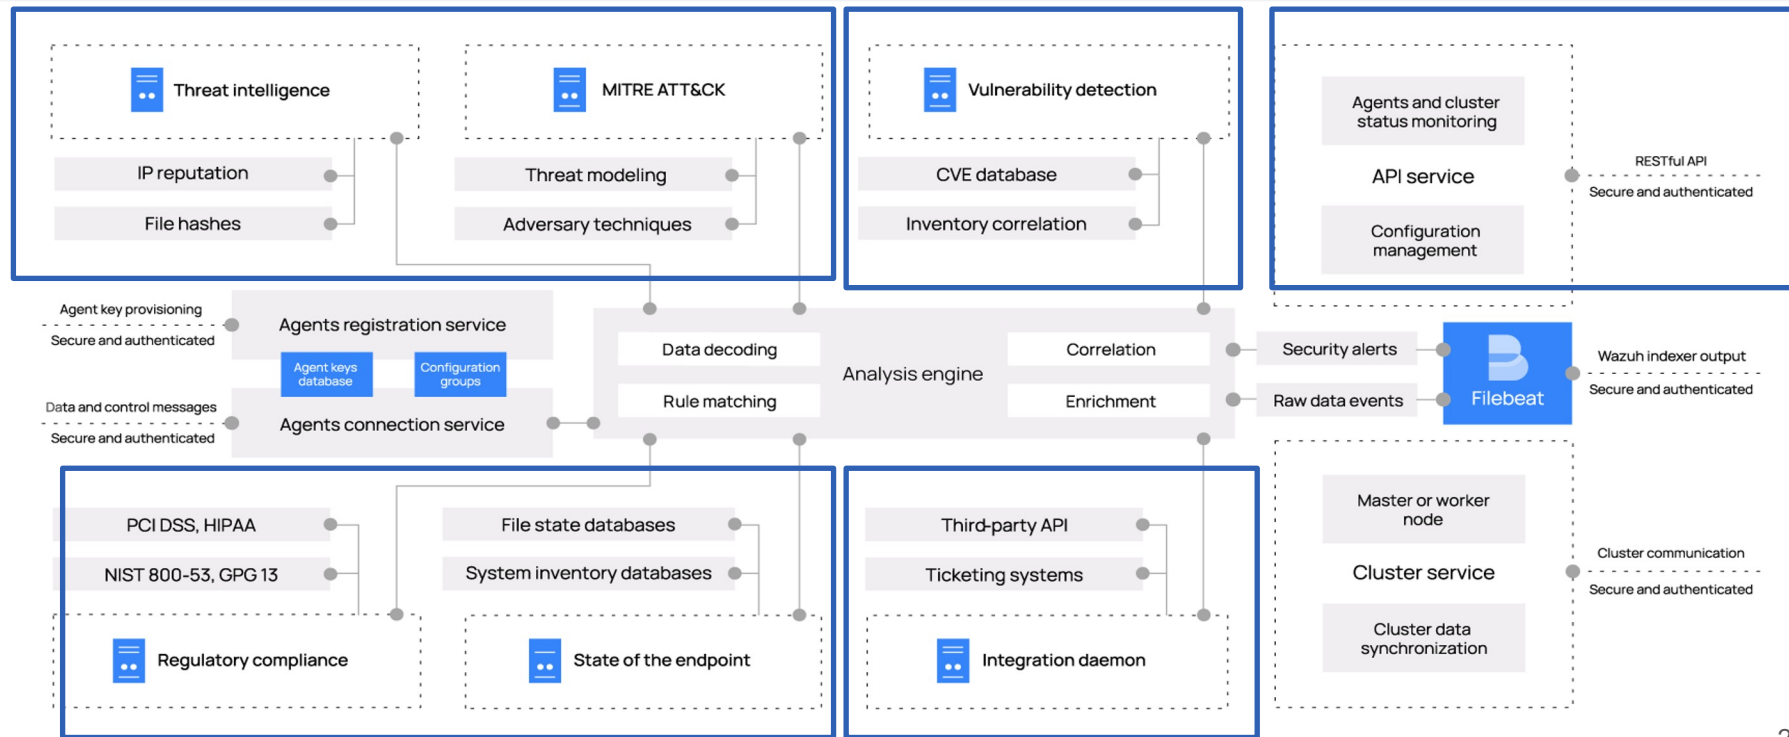 Threat intelligence
IP reputation
File hashes
MITRE ATT&CK
Threat modeling
Adversary techniques
Vulnerability detection
CVE database
Inventory correlation
Agents and cluster
status monitoring
API service
Configuration
management
RESTful API
Secure and authenticated
Agent key provisioning
Secure and authenticated
Agents registration service
Agent keys
database
Configuration
groups
Data and control messages
Secure and authenticated
Agents connection service
Data decoding
Rule matching
Analysis engine
Correlation
Enrichment
Security alerts
Raw data events
Filebeat
Wazuh indexer output
Secure and authenticated
PCI DSS, HIPAA
NIST 800-53, GPG 13
Regulatory compliance
File state databases
System inventory databases
State of the endpoint
Third-party API
Ticketing systems
Integration daemon
Master or worker
node
Cluster service
Cluster data
synchronization
Cluster communication
Secure and authenticated